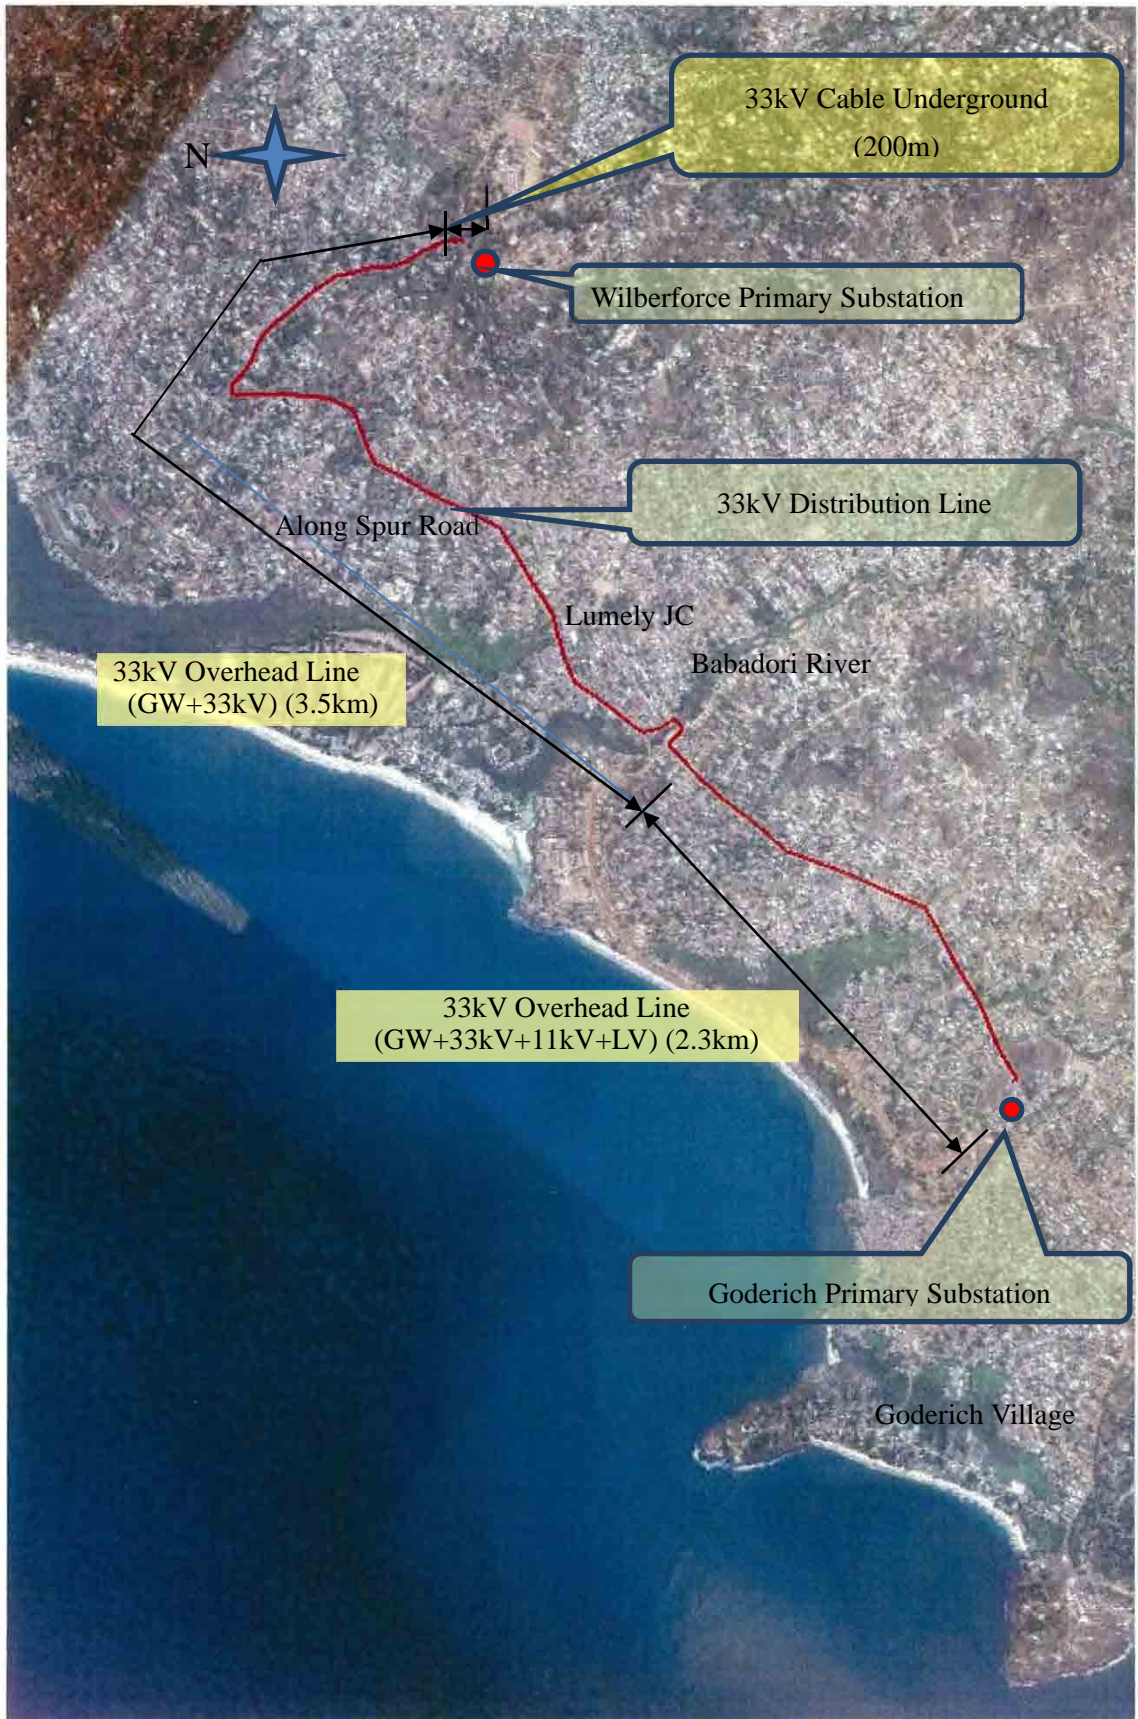 33kV Cable Underground
(200m)
N
Wilberforce Primary Substation
33kV Distribution Line
Along Spur Road
Lumely JC
Babadori River
33kV Overhead Line
(GW+33kV) (3.5km)
33kV Overhead Line
(GW+33kV+11kV+LV) (2.3km)
Goderich Primary Substation
Goderich Village